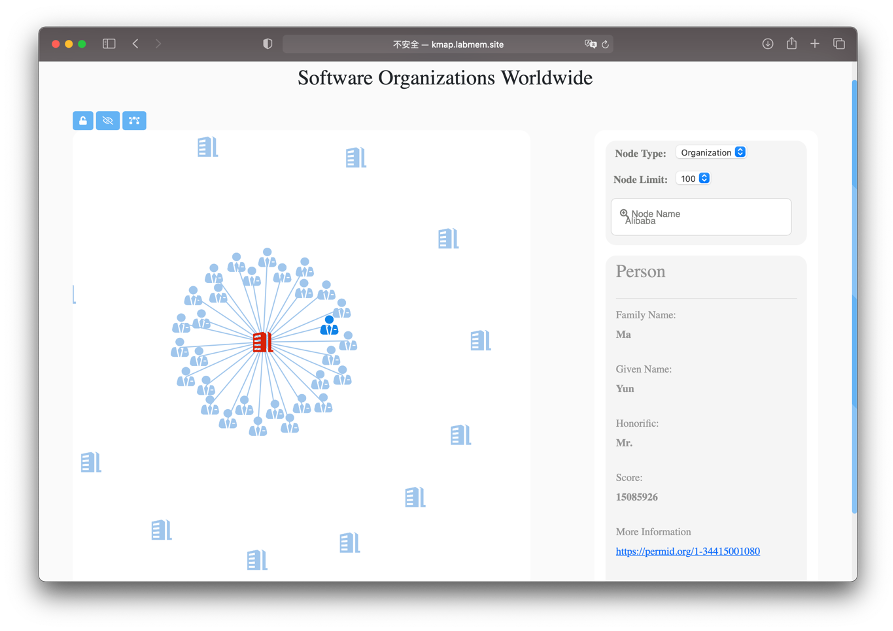 不安全 — kmap.labmem.site
Software Organizations Worldwide
Node Type: Organization
Node Limit: 100
Node Name
Alibaba
Person
Family Name:
Ma
Given Name:
Yun
Honorific:
Mr.
Score:
15085926
More Information
https://permid.org/1-34415001080